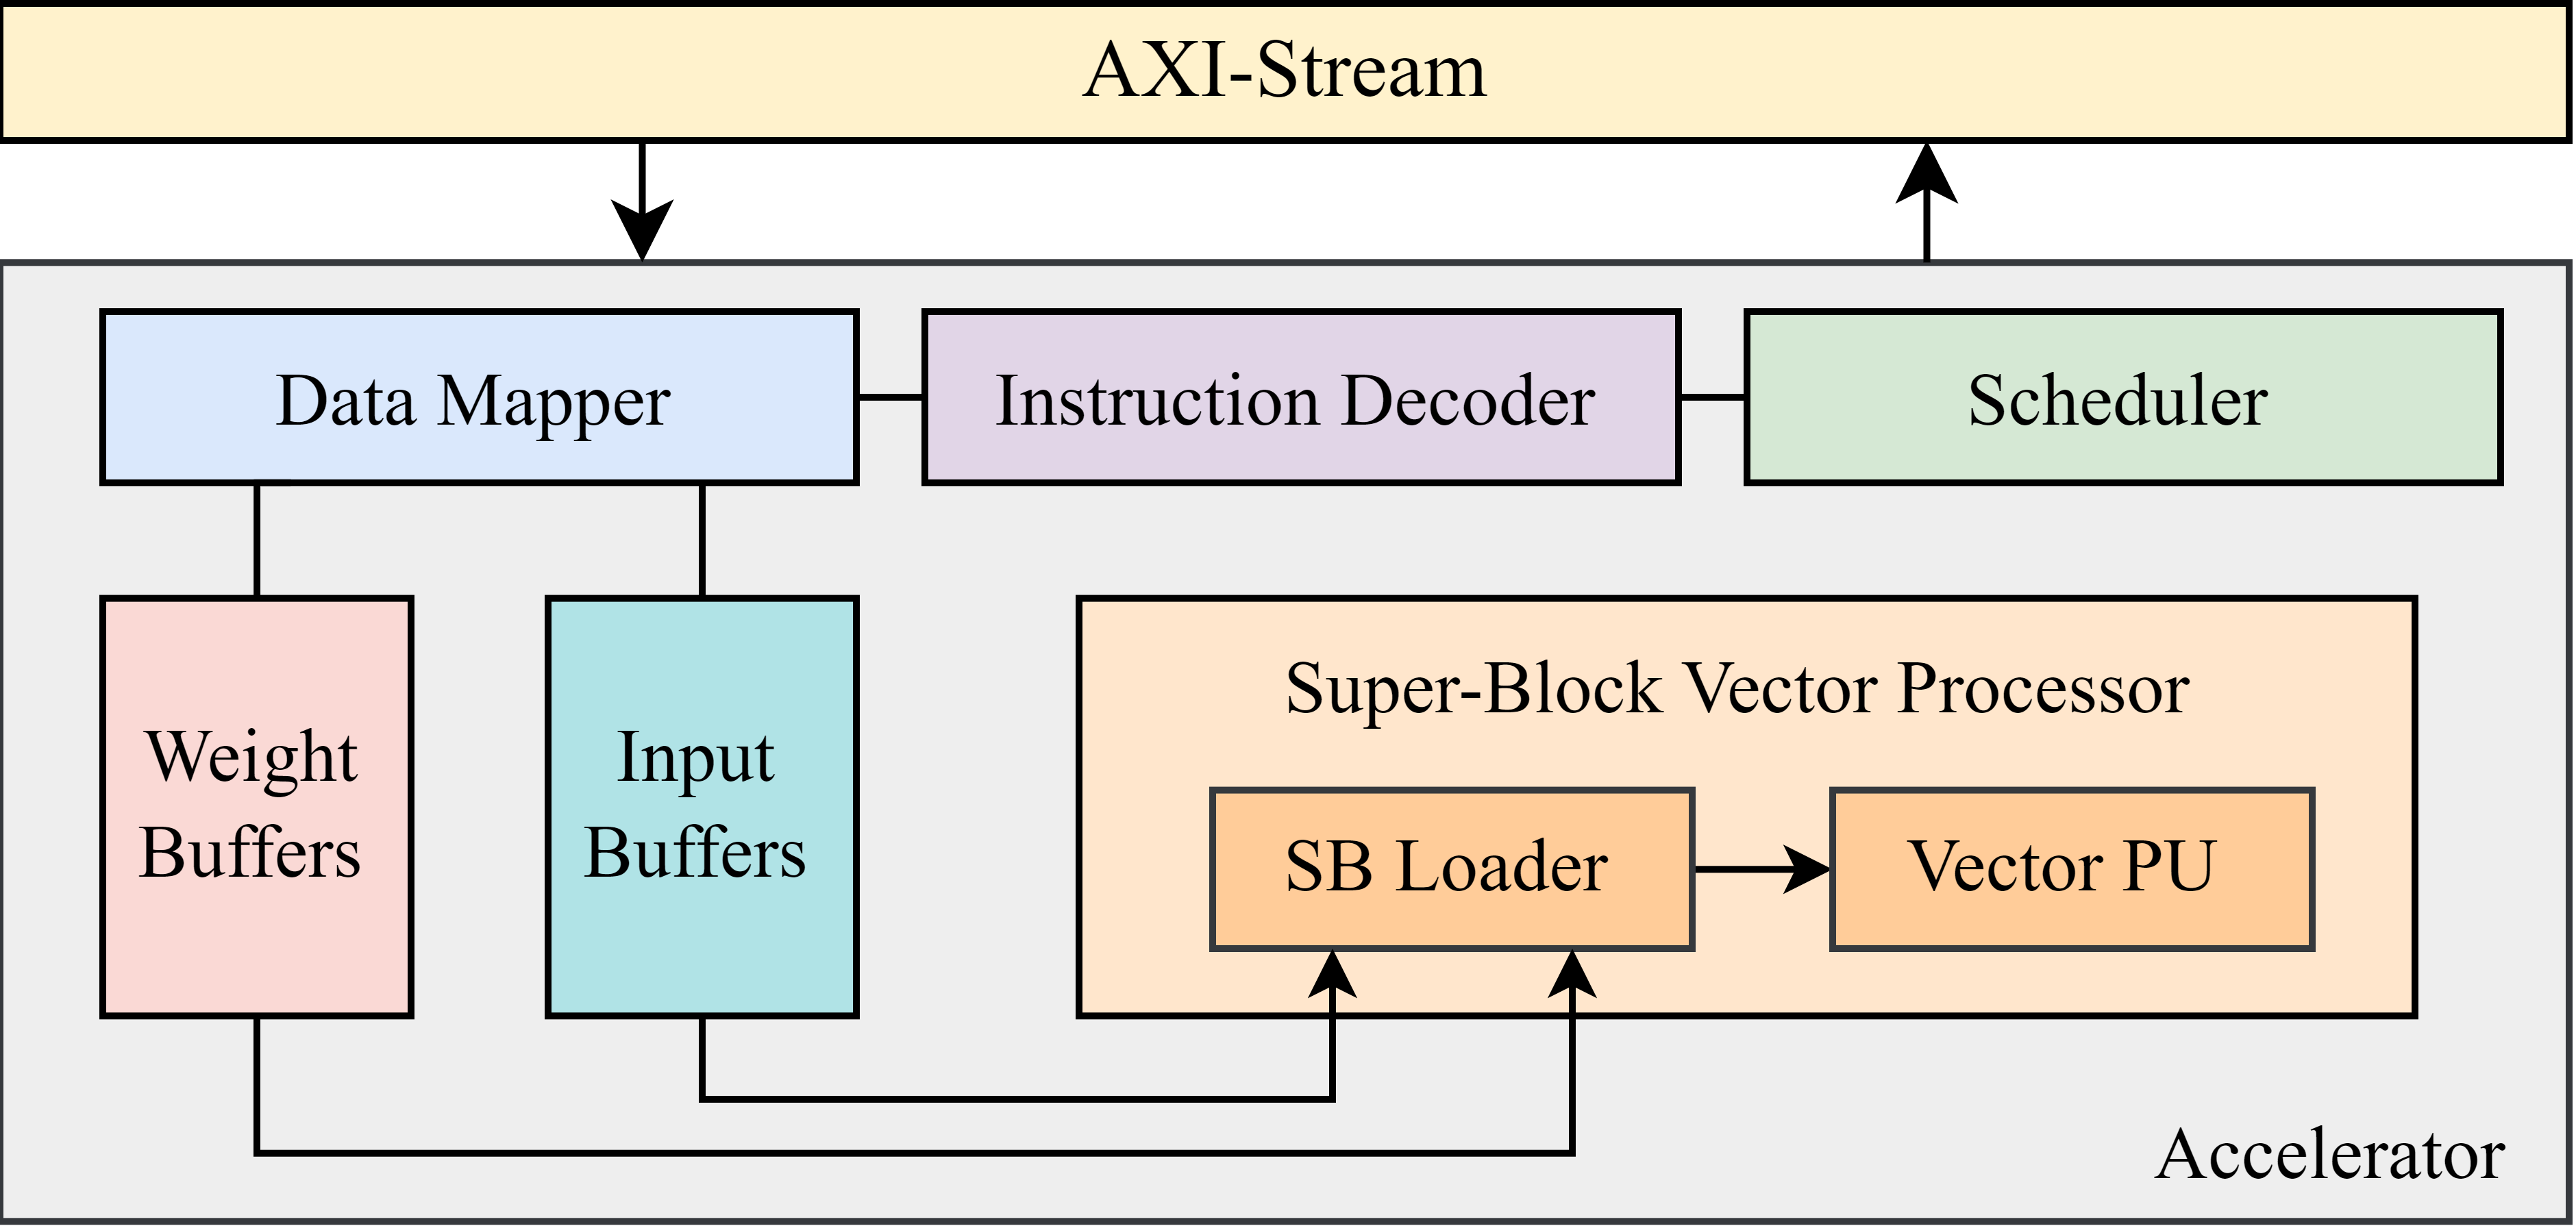 AXI-Stream
Data Mapper
Instruction Decoder
Scheduler
Weight
Buffers
Input
Buffers
Super-Block Vector Processor
SB Loader
Vector PU
Accelerator